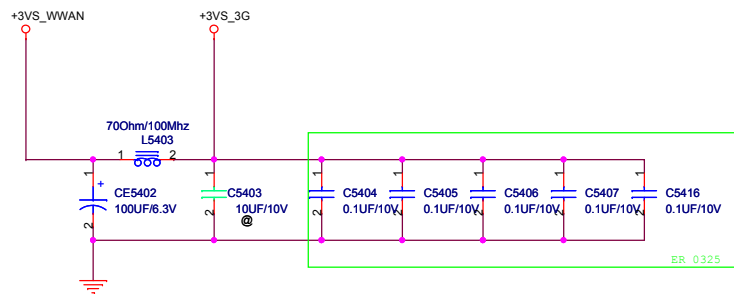 +3VS_WWAN
+3VS_3G
70Ohm/100Mhz
L5403
1 2
1 1 1 1 1 1 1
+
CE5402 C5403 C5404 C5405 C5406 C5407 C5416
100UF/6.3V 10UF/10V 0.1UF/10V 0.1UF/10V 0.1UF/10V 0.1UF/10V 0.1UF/10V
2 2 2 2 2 2 2
@
ER 0325